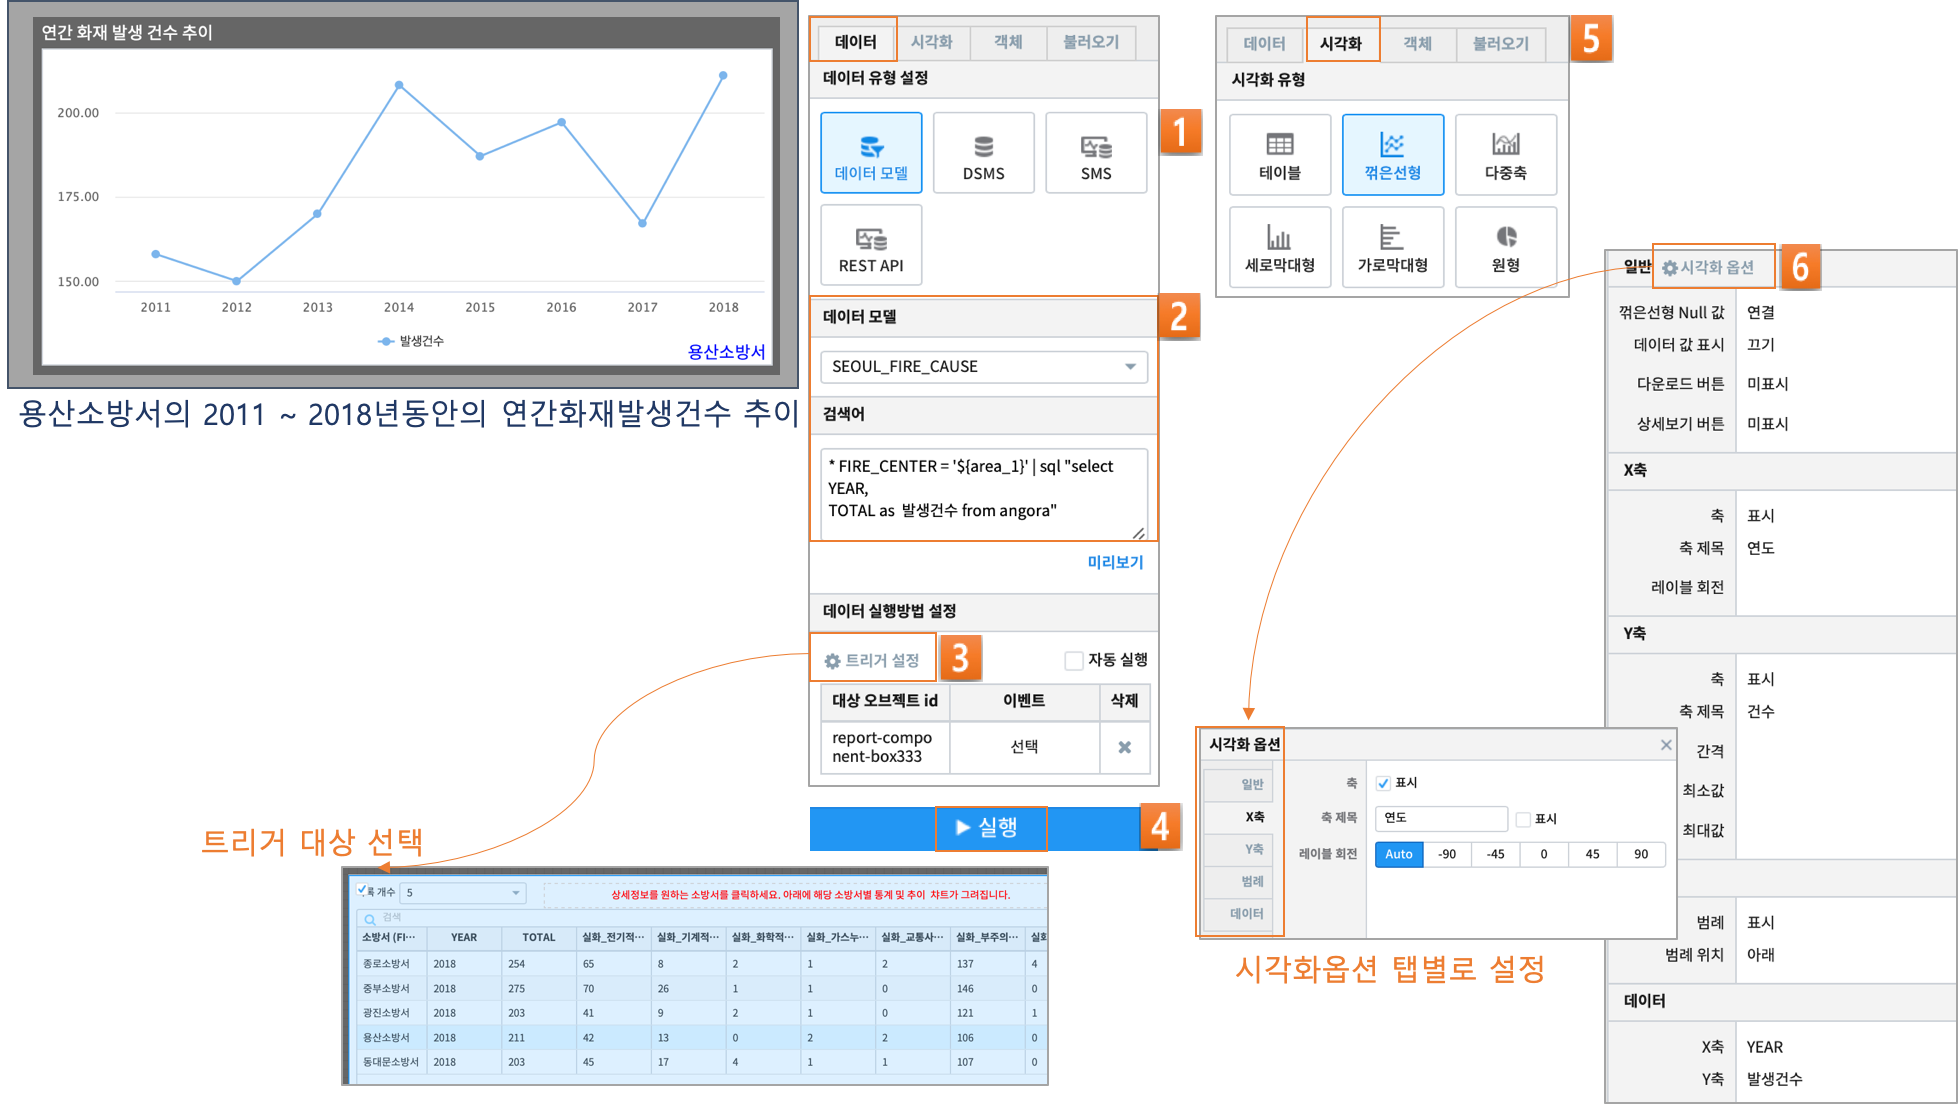 연간 화재 발생 건수 추이
200.00
175.00
150.00
2011 2012 2013 2014 2015 2016 2017 2018
발생건수
용산소방서
용산소방서의 2011 ~ 2018년동안의 연간화재발생건수 추이
데이터 시각화 객체 불러오기
데이터 유형 설정
1
데이터 모델 DSMS SMS
REST API
데이터 모델
2
SEOUL_FIRE_CAUSE
검색어
* FIRE_CENTER = '${area_1}' | sql "select
YEAR,
TOTAL as 발생건수 from angora"
미리보기
데이터 실행방법 설정
트리거 설정 3 자동 실행
대상 오브젝트 id 이벤트 삭제
report-compo
nent-box333 선택
실행 4
트리거 대상 선택
록 개수 5 상세정보를 원하는 소방서를 클릭하세요. 아래에 해당 소방서별 통계 및 추이 챠트가 그려집니다.
검색
소방서 (FI··· YEAR TOTAL 실화_전기적··· 실화_기계적··· 실화_화학적··· 실화_가스누··· 실화_교통사··· 실화_부주의··· 실화
종로소방서 2018 254 65 8 2 1 2 137 4
중부소방서 2018 275 70 26 1 1 0 146 0
광진소방서 2018 203 41 9 2 1 0 121 1
용산소방서 2018 211 42 13 0 2 2 106 0
동대문소방서 2018 203 45 17 4 1 1 107 0
데이터 시각화 객체 불러오기 5
시각화 유형
테이블 꺾은선형 다중축
세로막대형 가로막대형 원형
일반 시각화 옵션 6
꺾은선형 Null 값 연결
데이터 값 표시 끄기
다운로드 버튼 미표시
상세보기 버튼 미표시
X축
축 표시
축 제목 연도
레이블 회전
Y축
축 표시
축 제목 건수
간격
최소값
최대값
범례 표시
범례 위치 아래
데이터
X축 YEAR
Y축 발생건수
시각화 옵션
일반 축 표시
X축 축 제목 연도 표시
Y축 레이블 회전 Auto -90 -45 0 45 90
범례
데이터
시각화옵션 탭별로 설정